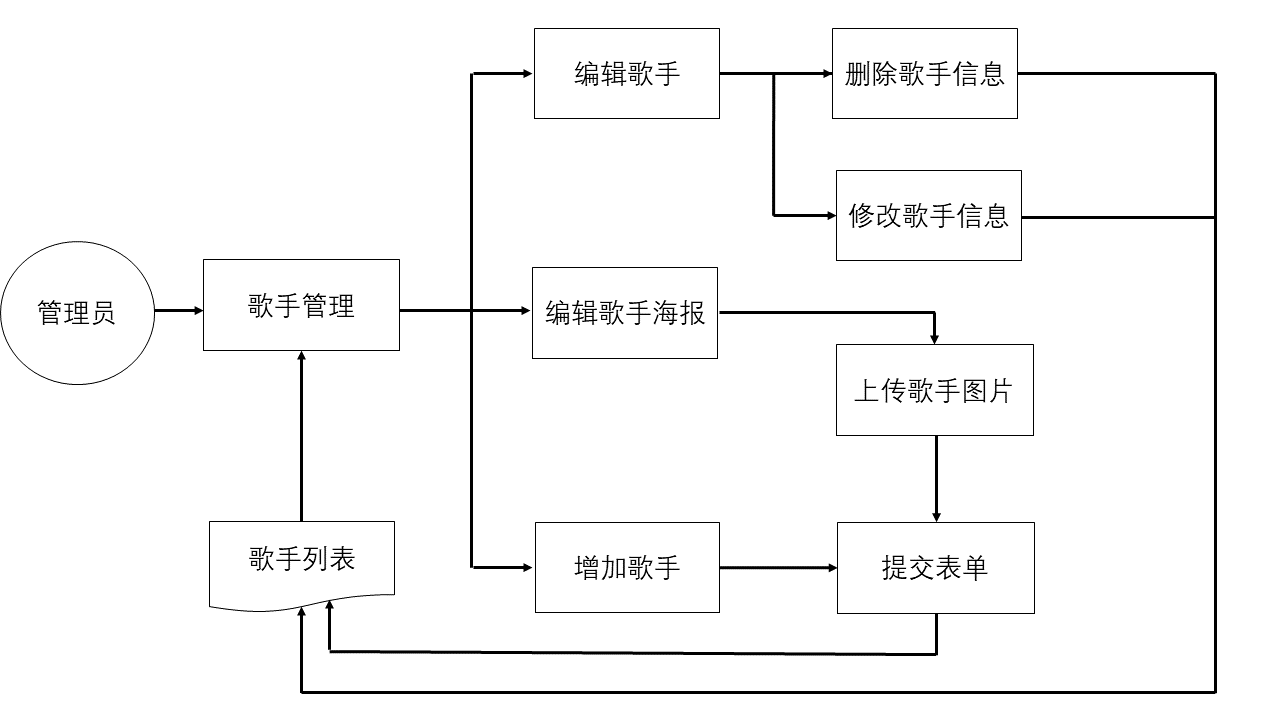 编辑歌手
删除歌手信息
修改歌手信息
管理员
歌手管理
编辑歌手海报
上传歌手图片
歌手列表
增加歌手
提交表单